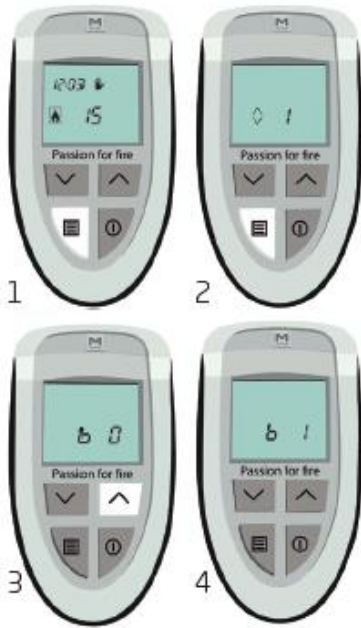 12:03
15
Passion for fire
1
1
Passion for fire
2
b 0
Passion for fire
3
b 1
Passion for fire
4